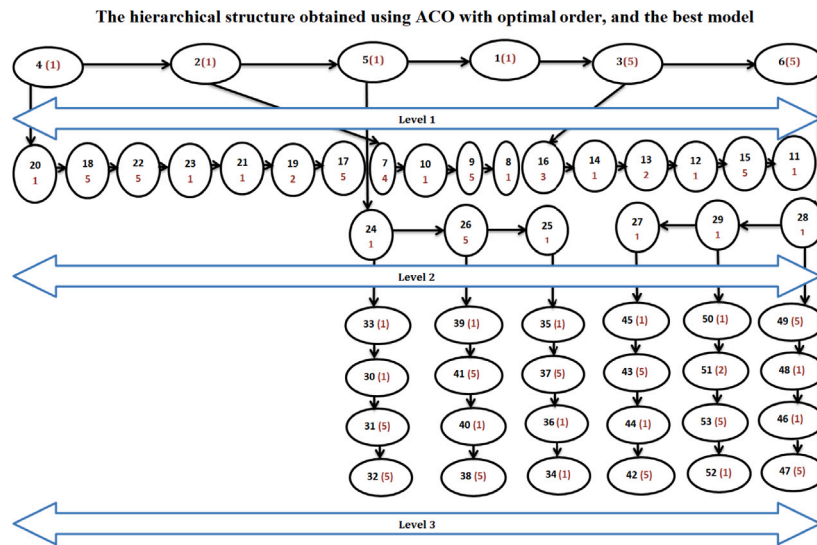 The hierarchical structure obtained using ACO with optimal order, and the best model
4 (1) 2(1) 5(1) 1(1) 3(5) 6(5)
Level 1
20 18 22 23 21 19 17 7 10 9 8 16 14 13 12 15 11
1 5 5 1 1 2 5 4 1 5 1 3 1 2 1 5 1
24 26 25 27 29 28
1 5 1 1 1 1
Level 2
33 (1) 39 (1) 35 (1) 45 (1) 50 (1) 49 (5)
30 (1) 41 (5) 37 (5) 43 (5) 51 (2) 48 (1)
31 (5) 40 (1) 36 (1) 44 (1) 53 (5) 46 (1)
32 (5) 38 (5) 34 (1) 42 (5) 52 (1) 47 (5)
Level 3